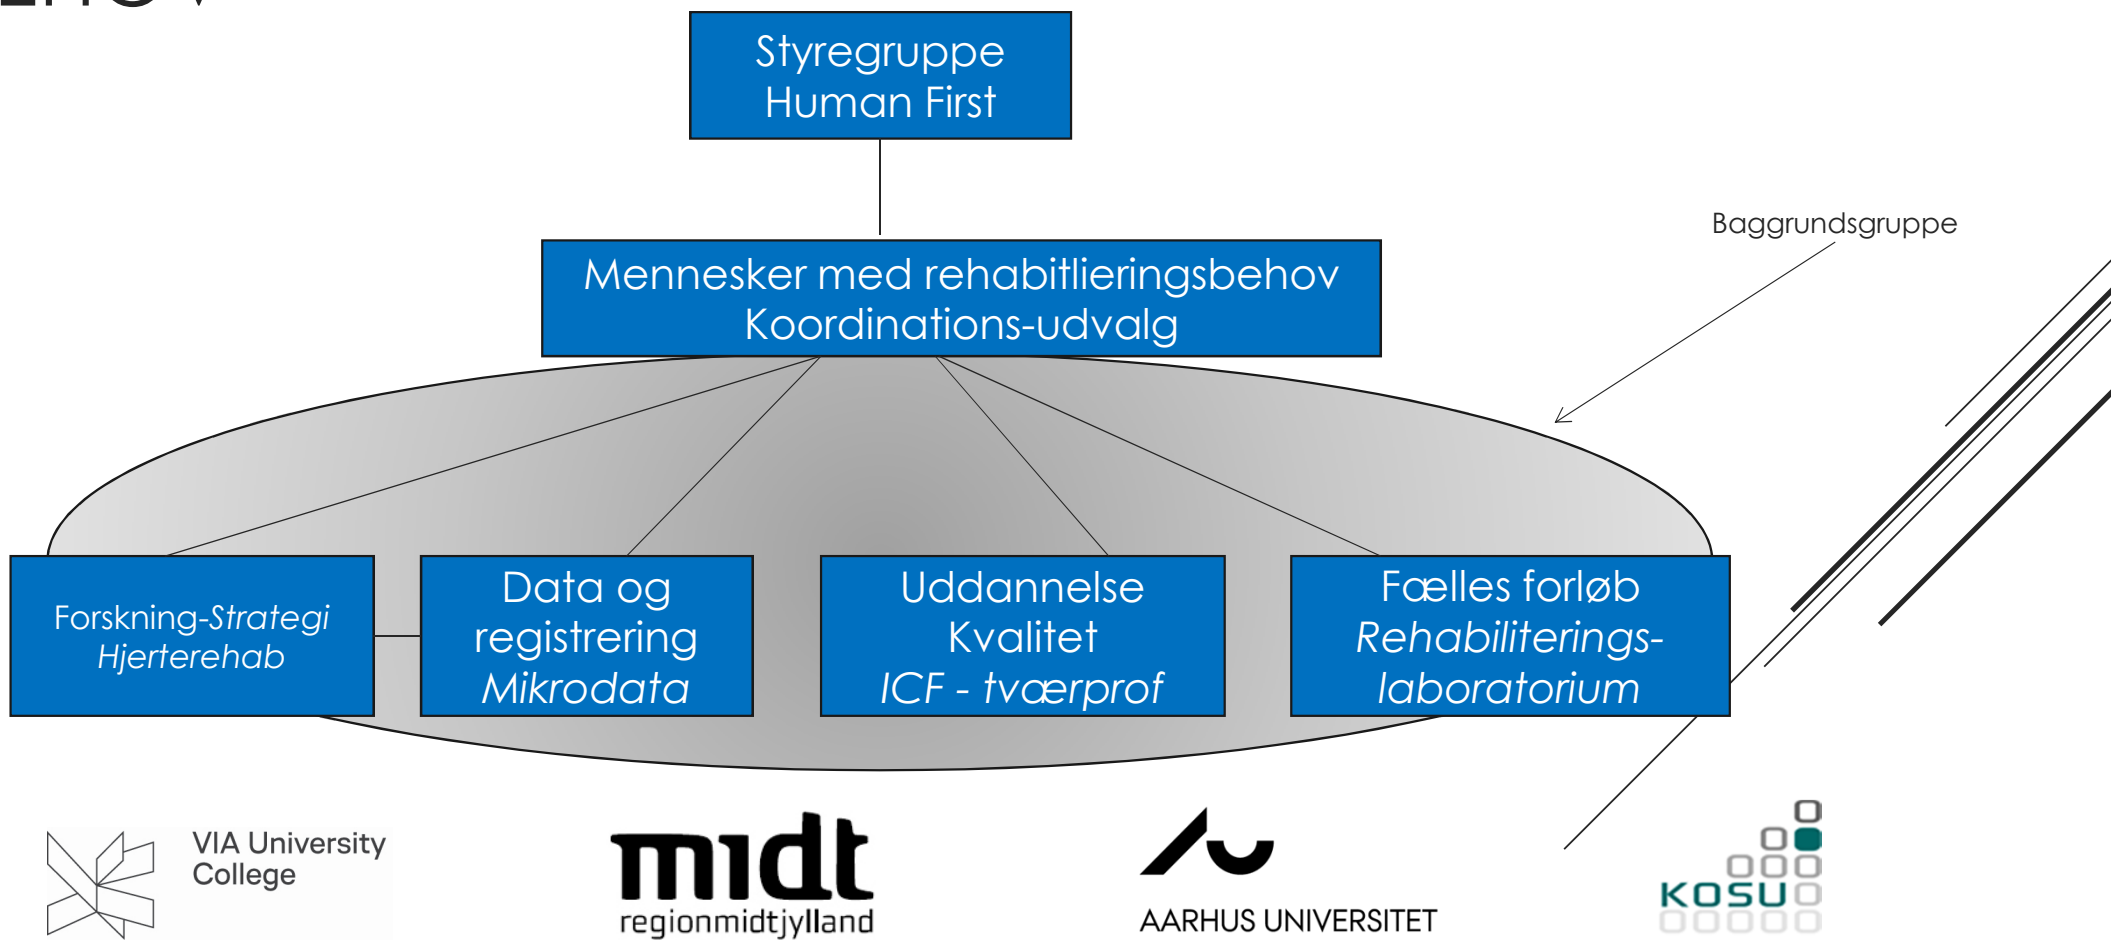 Styregruppe
Human First
Baggrundsgruppe
Mennesker med rehabitlieringsbehov
Koordinations-udvalg
Forskning-Strategi
Hjerterehab
Data og
registrering
Mikrodata
Uddannelse
Kvalitet
ICF - tværprof
Fælles forløb
Rehabiliterings-
laboratorium
VIA University
College
midt
regionmidtjylland
AARHUS UNIVERSITET
KOSU